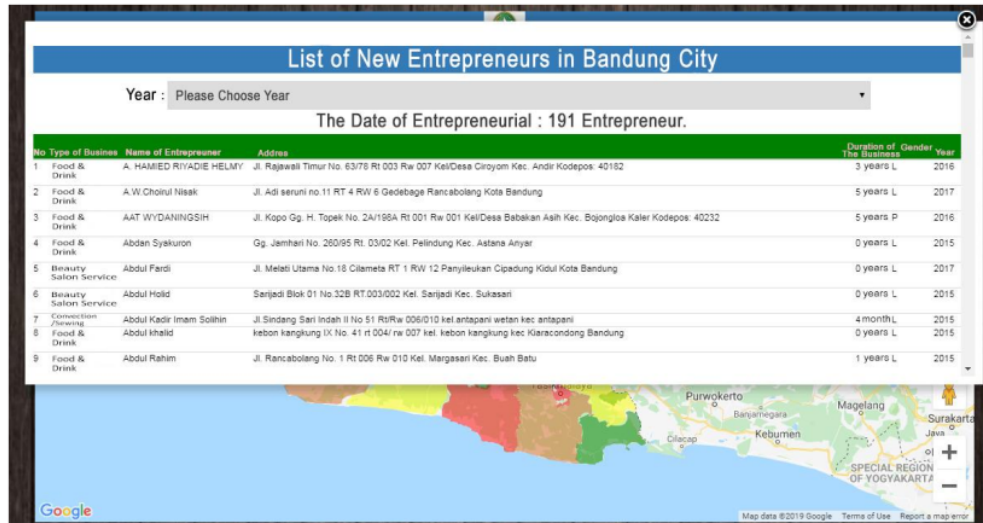 List of New Entrepreneurs in Bandung City
Year : Please Choose Year
The Date of Entrepreneurial : 191 Entrepreneur.
No Type of Busines Name of Entrepreuner Addres Duration of The Business Gender Year
1 Food & Drink A. HAMIED RIYADIE HELMY Jl. Rajawali Timur No. 63/78 Rt 003 Rw 007 Kel/Desa Ciroyom Kec. Andir Kodepos: 40182 3 years L 2016
2 Food & Drink A.W.Choirul Nisak Jl. Adi seruni no.11 RT 4 RW 6 Gedebage Rancabolang Kota Bandung 5 years L 2017
3 Food & Drink AAT WYDANINGSIH Jl. Kopo Gg. H. Topek No. 2A/198A Rt 001 Rw 001 Kel/Desa Babakan Asih Kec. Bojongloa Kaler Kodepos: 40232 5 years P 2016
4 Food & Drink Abdan Syakuron Gg. Jamhari No. 260/95 Rt. 03/02 Kel. Pelindung Kec. Astana Anyar 0 years L 2015
5 Beauty Salon Service Abdul Fardi Jl. Melati Utama No.18 Cilameta RT 1 RW 12 Panyileukan Cipadung Kidul Kota Bandung 0 years L 2017
6 Beauty Salon Service Abdul Holid Sarijadi Blok 01 No.32B RT.003/002 Kel. Sarijadi Kec. Sukasari 0 years L 2015
7 Convection /Sewing Abdul Kadir Imam Solihin Jl.Sindang Sari Indah II No 51 Rt/Rw 006/010 kel.antapani wetan kec antapani 4 month L 2015
8 Food & Drink Abdul khalid kebon kangkung IX No. 41 rt 004/ rw 007 kel. kebon kangkung kec Kiaracondong Bandung 0 years L 2015
9 Food & Drink Abdul Rahim Jl. Rancabolang No. 1 Rt 006 Rw 010 Kel. Margasari Kec. Buah Batu 1 years L 2015
Purwokerto
Banjarnegara
Magelang
Surakarta
Cilacap
Kebumen
Java
SPECIAL REGION
OF YOGYAKARTA
Google
Map data ©2019 Google Terms of Use Report a map error